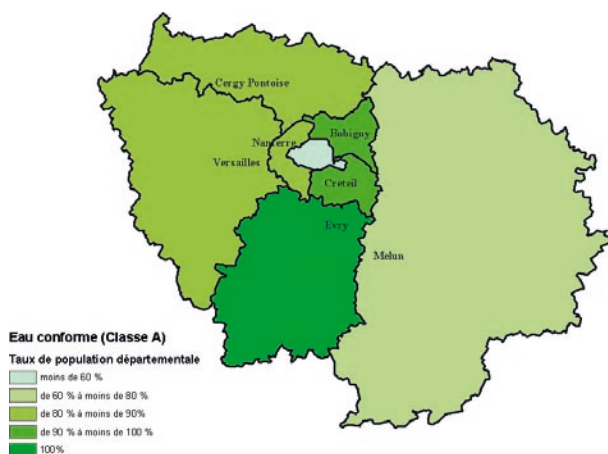 Cergy Pontoise
Bobigny
Nanterre
Versailles
Créteil
Evry
Melun
Eau conforme (Classe A)
Taux de population départementale
moins de 60 %
de 60 % à moins de 80 %
de 80 % à moins de 90%
de 90 % à moins de 100 %
100%